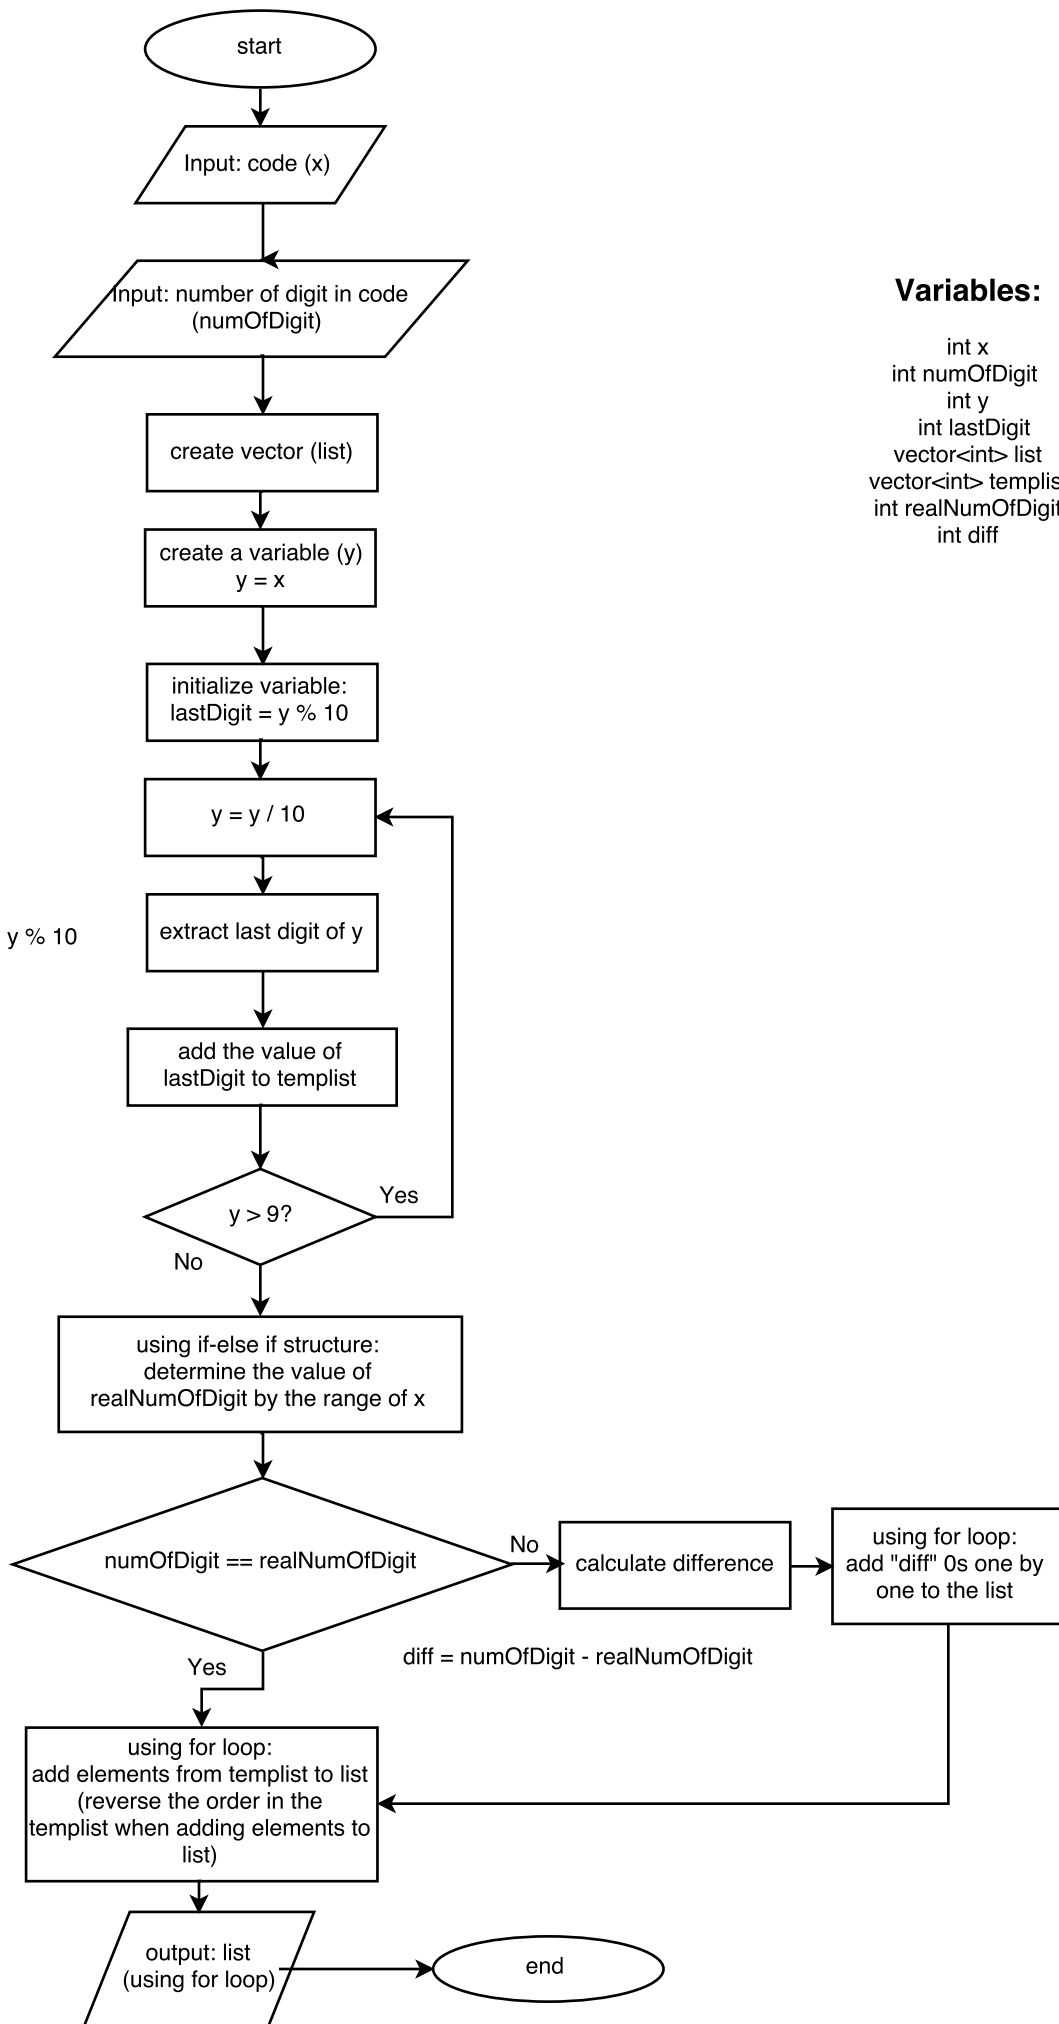 start
Input: code (x)
Input: number of digit in code
(numOfDigit)
Variables:
int x
int numOfDigit
int y
int lastDigit
vector<int> list
vector<int> templis
int realNumOfDigit
int diff
create vector (list)
create a variable (y)
y = x
initialize variable:
lastDigit = y % 10
y = y / 10
y % 10
extract last digit of y
add the value of
lastDigit to templist
y > 9?
Yes
No
using if-else if structure:
determine the value of
realNumOfDigit by the range of x
numOfDigit == realNumOfDigit
No
calculate difference
using for loop:
add "diff" 0s one by
one to the list
diff = numOfDigit - realNumOfDigit
Yes
using for loop:
add elements from templist to list
(reverse the order in the
templist when adding elements to
list)
output: list
(using for loop)
end